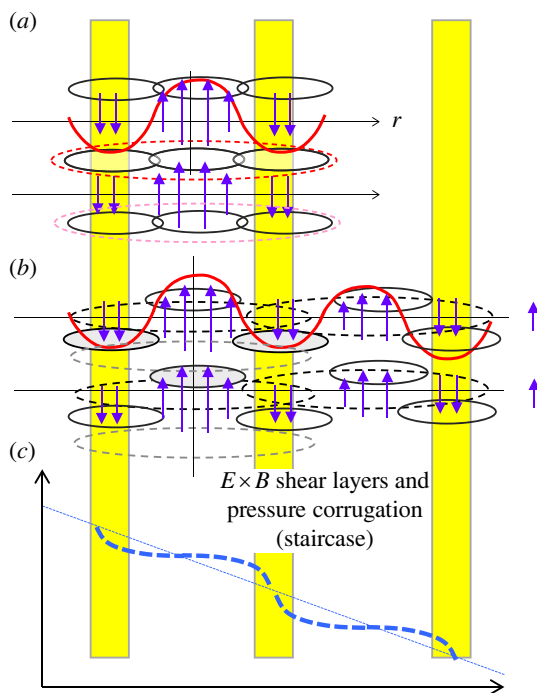 (a)
r
(b)
(c)
E×B shear layers and
pressure corrugation
(staircase)